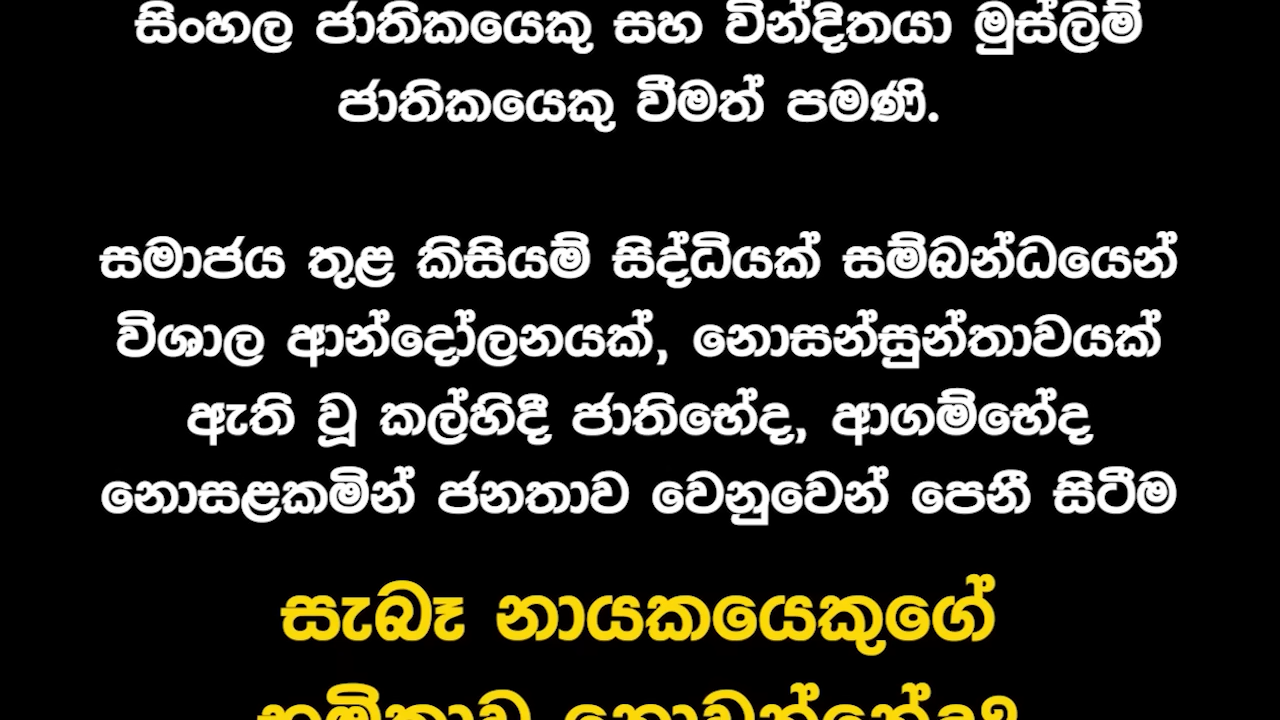 සිංහල ජාතිකයෙකු සහ වින්දිතයා මුස්ලිම්
ජාතිකයෙකු වීමත් පමණි.
සමාජය තුළ කිසියම් සිද්ධියක් සම්බන්ධයෙන්
විශාල ආන්දෝලනයක්, නොසන්සුන්තාවයක්
ඇති වූ කල්හිදී ජාතිභේද, ආගම්භේද
නොසළකමින් ජනතාව වෙනුවෙන් පෙනී සිටීම
සැබෑ නායකයෙකුගේ
භූමිකාව නොවන්නේද?